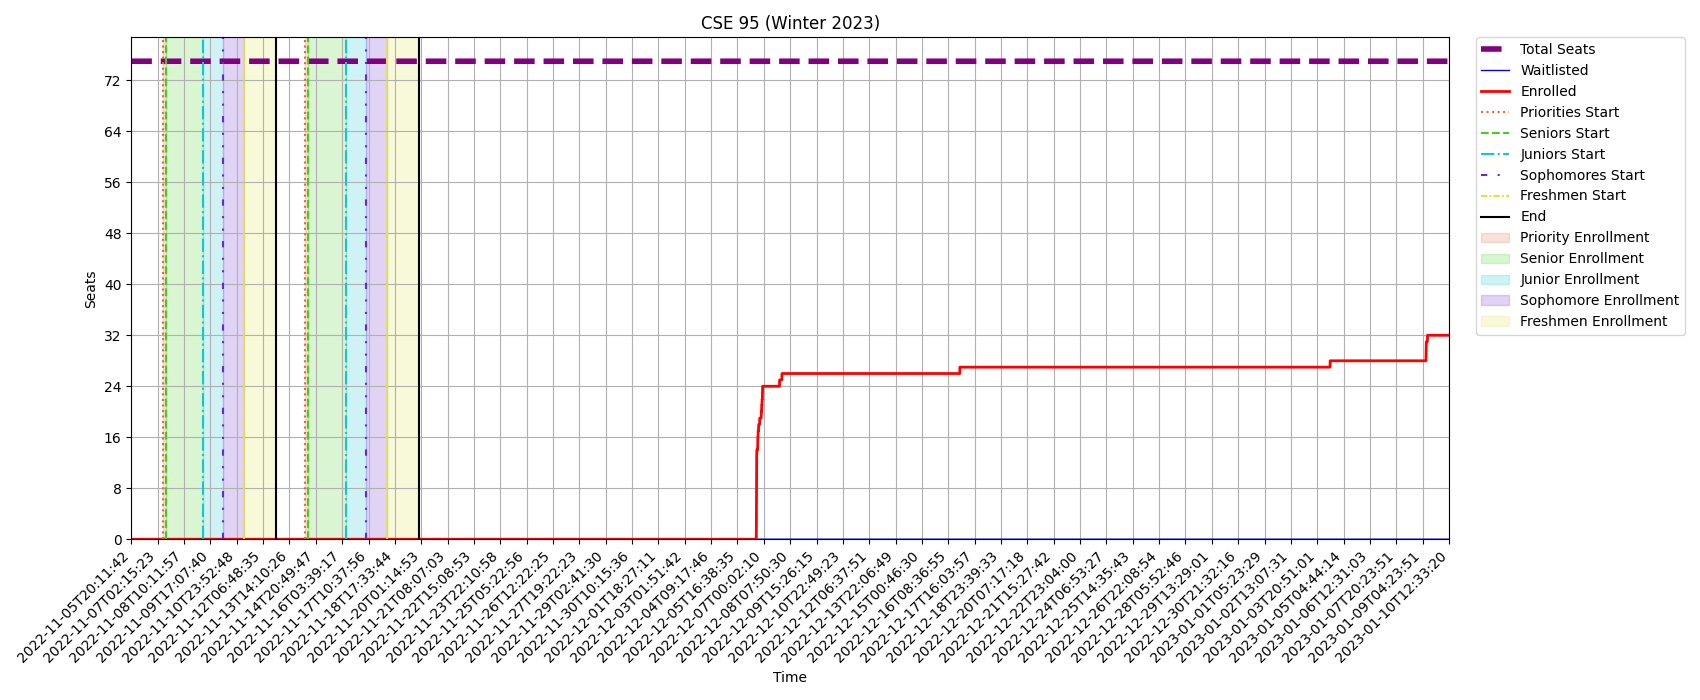 CSE 95 (Winter 2023)
Total Seats
Waitlisted
Enrolled
Priorities Start
Seniors Start
Juniors Start
Sophomores Start
Freshmen Start
End
Priority Enrollment
Senior Enrollment
Junior Enrollment
Sophomore Enrollment
Freshmen Enrollment
Seats
72
64
56
48
40
32
24
16
8
0
2022-11-05T20:11:42
2022-11-07T02:15:23
2022-11-08T10:11:57
2022-11-09T17:07:40
2022-11-10T23:52:48
2022-11-12T06:48:35
2022-11-13T14:10:26
2022-11-14T20:49:47
2022-11-16T03:39:17
2022-11-17T10:37:56
2022-11-18T17:33:44
2022-11-20T01:14:53
2022-11-21T08:07:03
2022-11-22T15:08:53
2022-11-23T22:10:58
2022-11-25T05:22:56
2022-11-26T12:22:25
2022-11-27T19:22:23
2022-11-29T02:41:30
2022-11-30T10:15:36
2022-12-01T18:27:11
2022-12-03T01:51:42
2022-12-04T09:17:46
2022-12-05T16:38:35
2022-12-07T00:02:10
2022-12-08T07:50:30
2022-12-09T15:26:15
2022-12-10T22:49:23
2022-12-12T06:37:51
2022-12-13T22:06:49
2022-12-15T00:46:30
2022-12-16T08:36:55
2022-12-17T16:03:57
2022-12-18T23:39:33
2022-12-20T07:17:18
2022-12-21T15:27:42
2022-12-22T23:04:00
2022-12-24T06:53:27
2022-12-25T14:35:43
2022-12-26T22:08:54
2022-12-28T05:52:46
2022-12-29T13:29:01
2022-12-30T21:32:16
2023-01-01T05:23:29
2023-01-02T13:07:31
2023-01-03T20:51:01
2023-01-05T04:44:14
2023-01-06T12:31:03
2023-01-07T20:23:51
2023-01-09T04:23:51
2023-01-10T12:33:20
Time